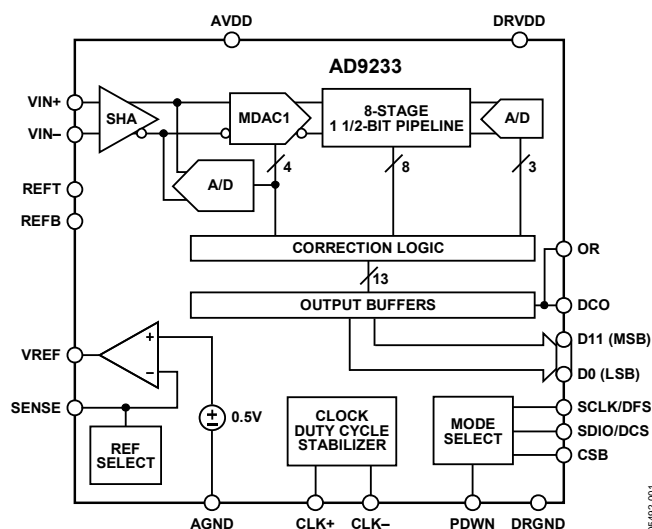 AVDD
DRVDD
AD9233
VIN+
VIN–
REFT
REFB
SHA
MDAC1
8-STAGE
1 1/2-BIT PIPELINE
A/D
A/D
4
8
3
CORRECTION LOGIC
13
OUTPUT BUFFERS
OR
DCO
D11 (MSB)
D0 (LSB)
VREF
SENSE
+
–
0.5V
REF
SELECT
CLOCK
DUTY CYCLE
STABILIZER
MODE
SELECT
SCLK/DFS
SDIO/DCS
CSB
AGND
CLK+
CLK–
PDWN
DRGND